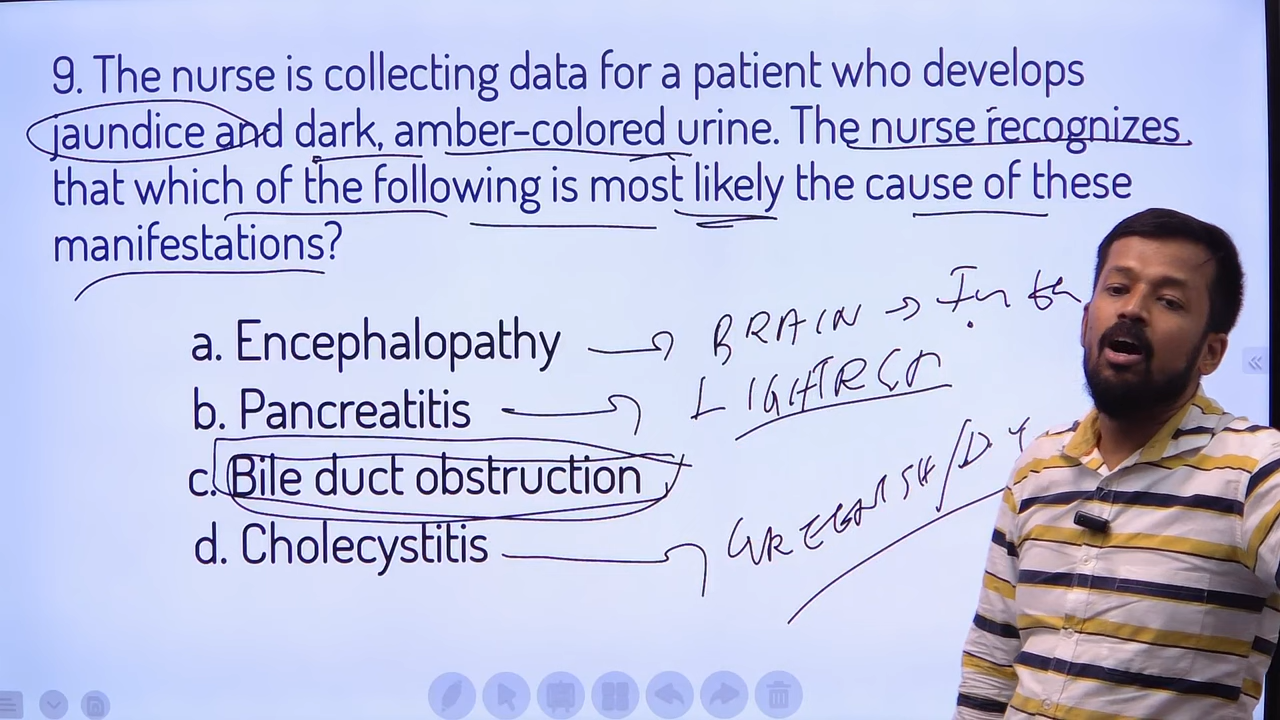 9. The nurse is collecting data for a patient who develops
jaundice and dark, amber-colored urine. The nurse recognizes
that which of the following is most likely the cause of these
manifestations?
a. Encephalopathy
BRAIN
b. Pancreatitis
c. Bile duct obstruction
d. Cholecystitis